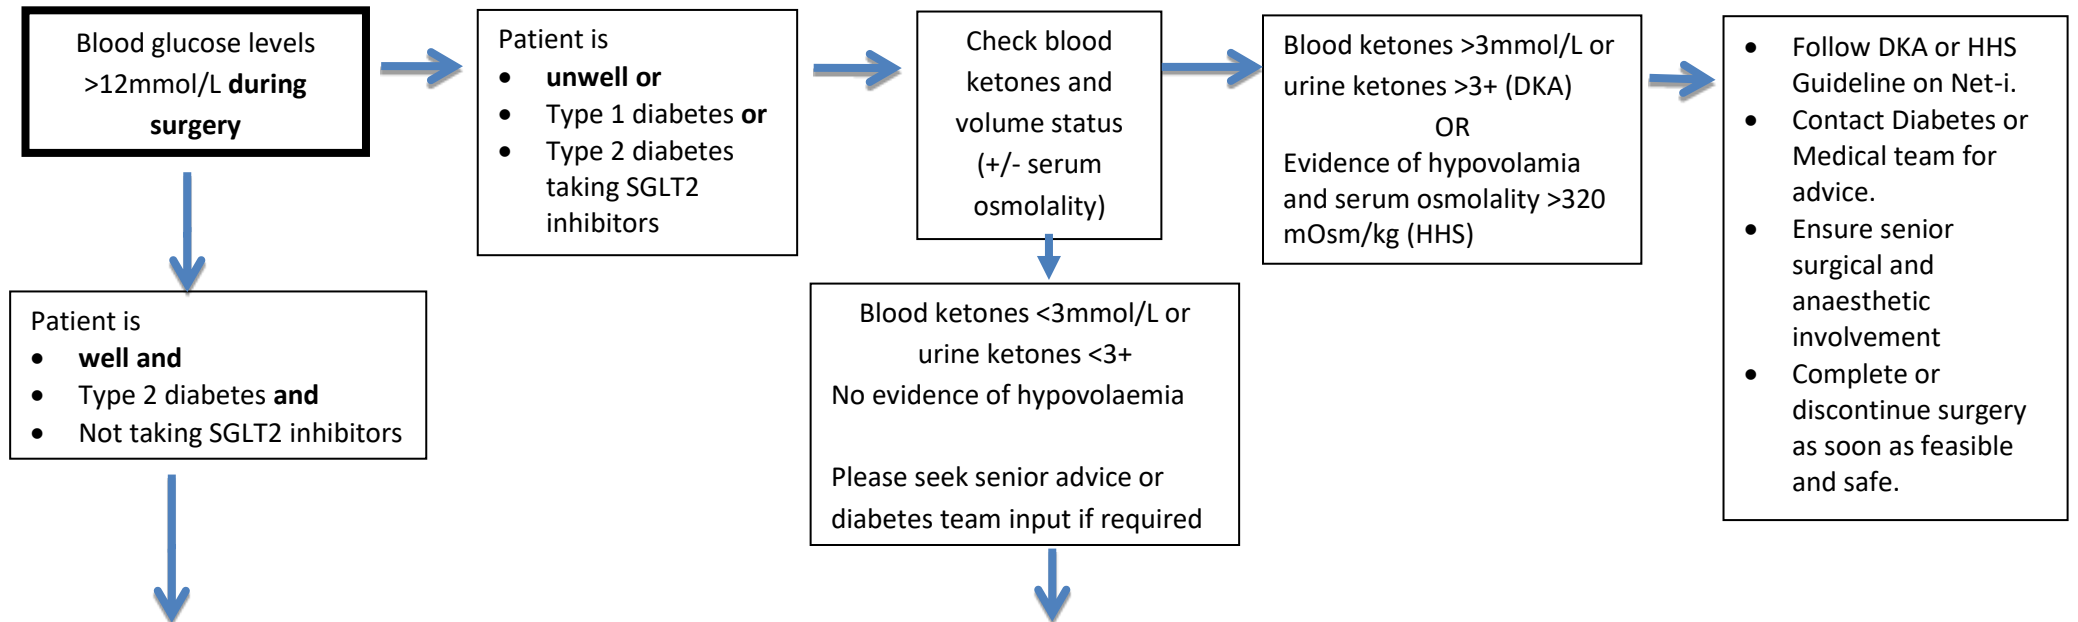 Blood glucose levels
>12mmol/L during
surgery
Patient is
• unwell or
• Type 1 diabetes or
• Type 2 diabetes
taking SGLT2
inhibitors
Check blood
ketones and
volume status
(+/- serum
osmolality)
Blood ketones >3mmol/L or
urine ketones >3+ (DKA)
OR
Evidence of hypovolamia
and serum osmolality >320
mOsm/kg (HHS)
• Follow DKA or HHS
Guideline on Net-i.
• Contact Diabetes or
Medical team for
advice.
• Ensure senior
surgical and
anaesthetic
involvement
• Complete or
discontinue surgery
as soon as feasible
and safe.
Patient is
• well and
• Type 2 diabetes and
• Not taking SGLT2 inhibitors
Blood ketones <3mmol/L or
urine ketones <3+
No evidence of hypovolaemia
Please seek senior advice or
diabetes team input if required